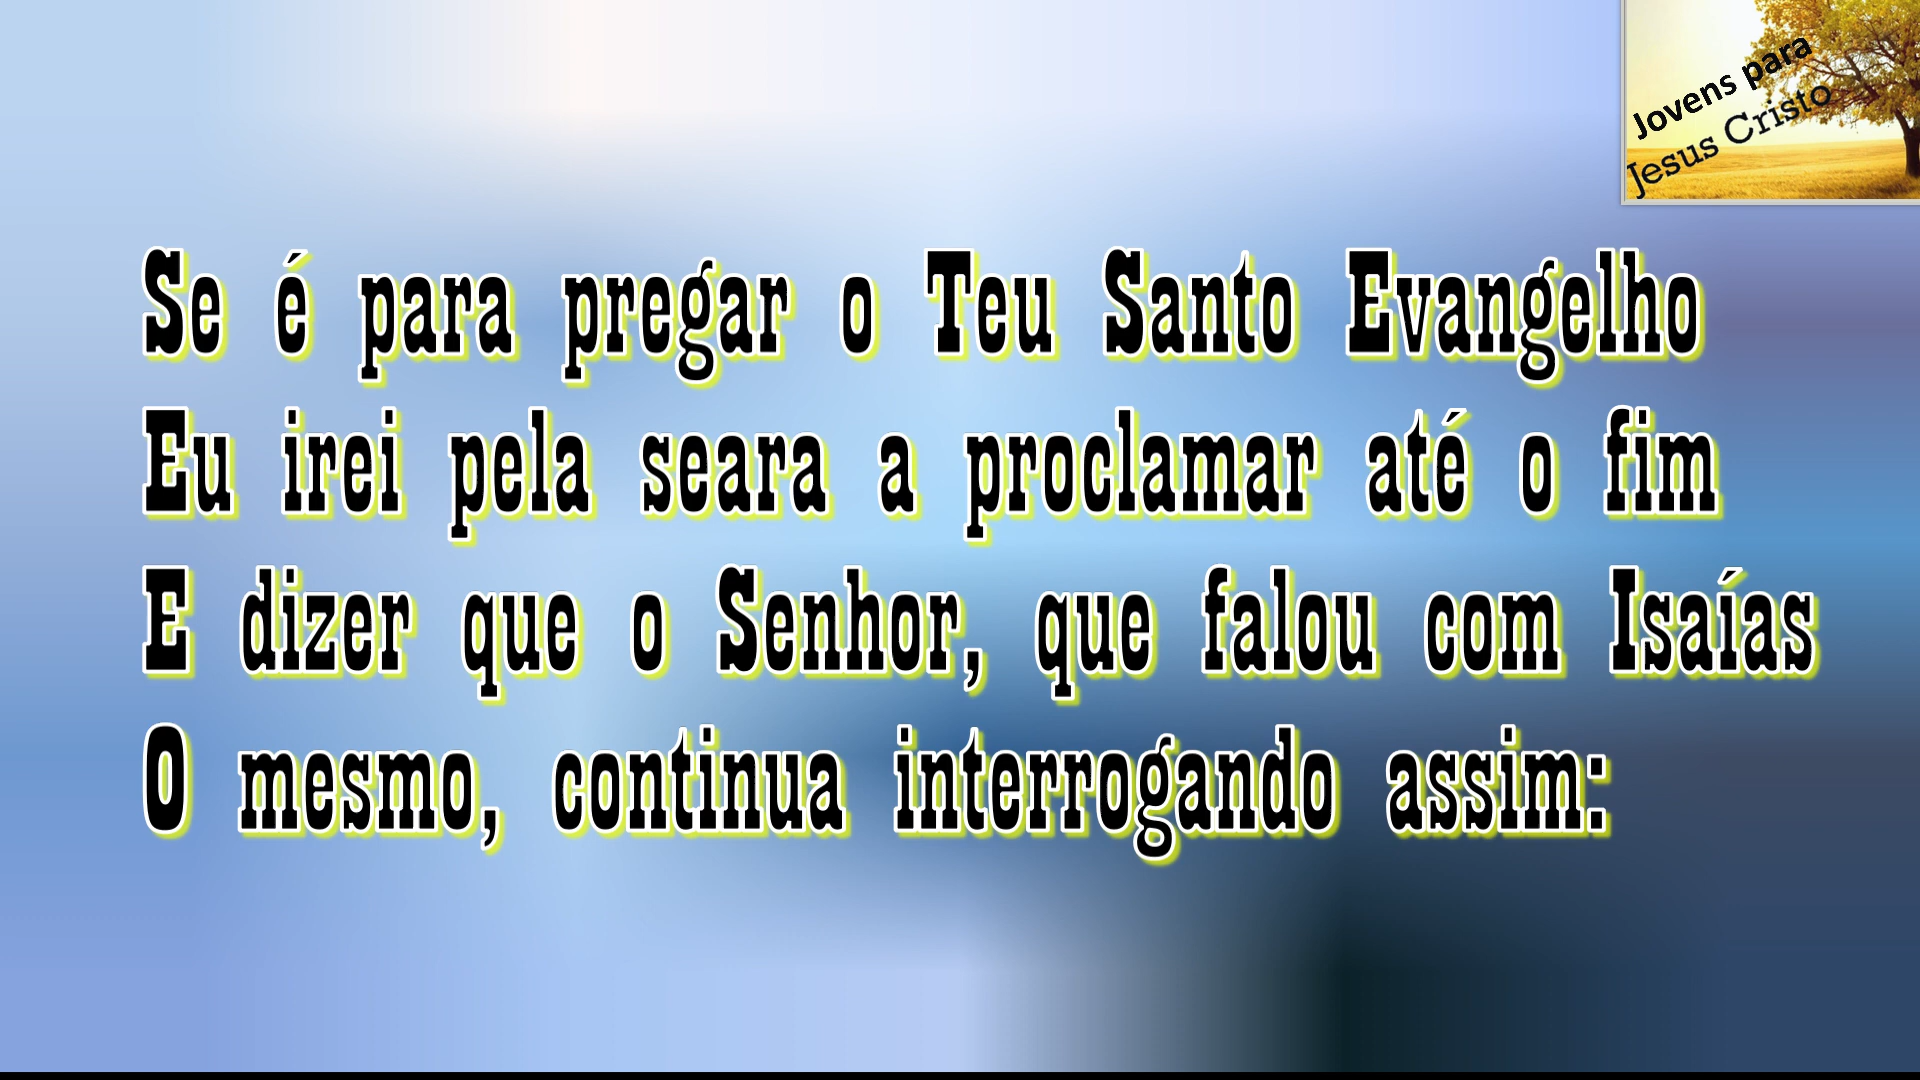 Jovens para
Jesus Cristo
Se é para pregar o Teu Santo Evangelho
Eu irei pela seara a proclamar até o fim
E dizer que o Senhor, que falou com Isaías
O mesmo, continua interrogando assim: